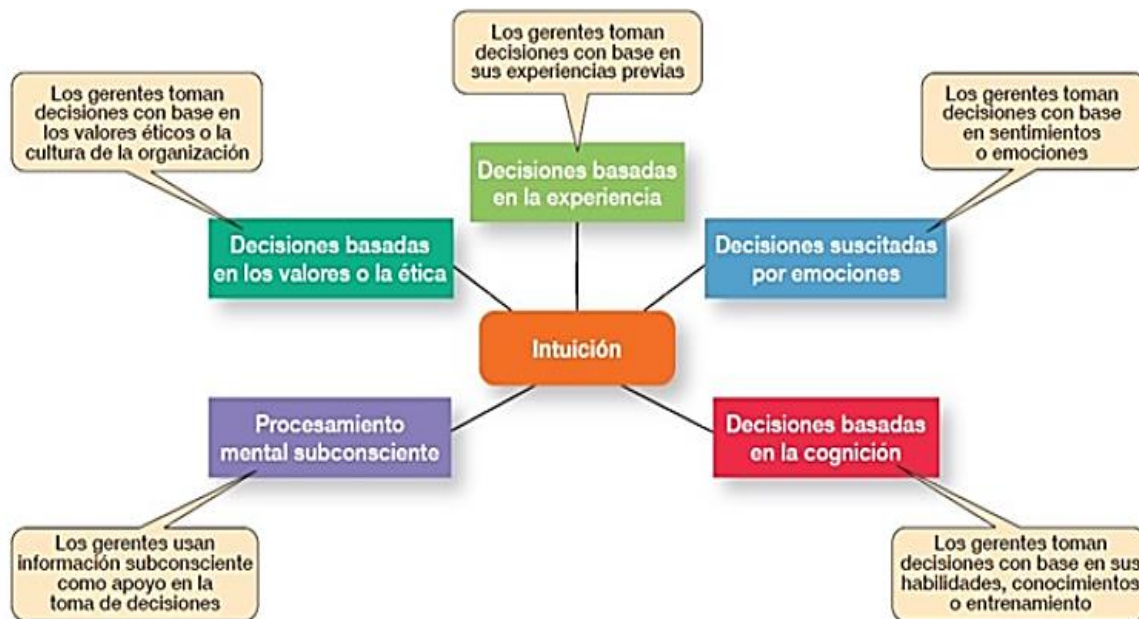 Los gerentes toman
decisiones con base en
sus experiencias previas
Los gerentes toman
decisiones con base en
los valores éticos o la
cultura de la organización
Los gerentes toman
decisiones con base
en sentimientos
o emociones
Decisiones basadas
en la experiencia
Decisiones basadas
en los valores o la ética
Decisiones suscitadas
por emociones
Intuición
Procesamiento
mental subconsciente
Decisiones basadas
en la cognición
Los gerentes usan
información subconsciente
como apoyo en la
toma de decisiones
Los gerentes toman
decisiones con base en sus
habilidades, conocimientos
o entrenamiento